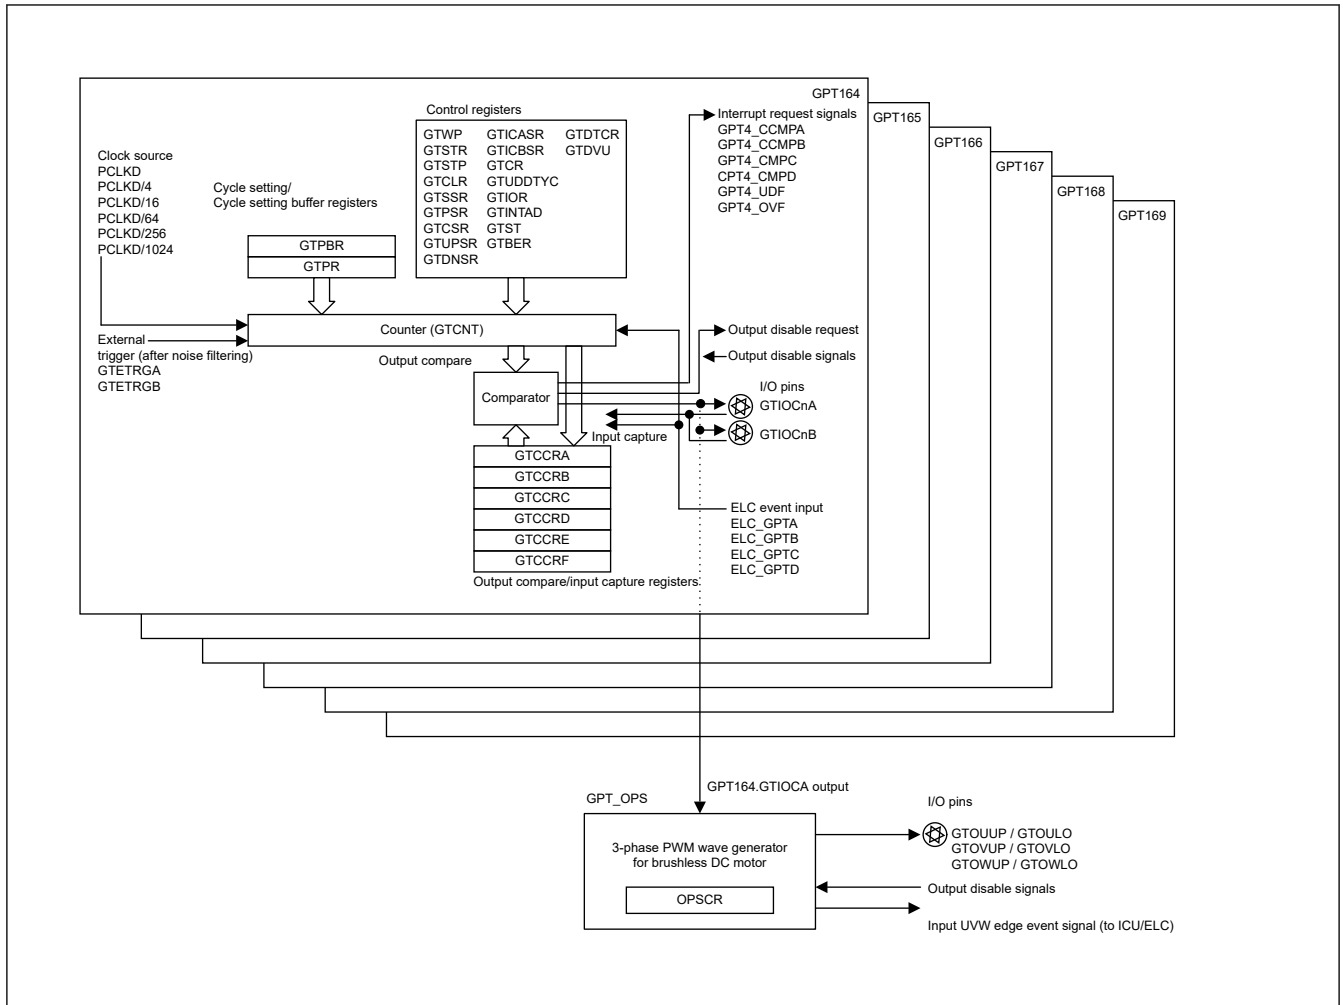 GPT164
GPT165
GPT166
GPT167
GPT168
GPT169
Clock source
PCLKD
PCLKD/4
PCLKD/16
PCLKD/64
PCLKD/256
PCLKD/1024
Cycle setting/
Cycle setting buffer registers
GTPBR
GTPR
Control registers
GTWP GTICASR GTDTCR
GTSTR GTICBSR GTDVU
GTSTP GTCR
GTCLR GTUDDTYC
GTSSR GTIOR
GTPSR GTINTAD
GTCSR GTST
GTUPSR GTBER
GTDNSR
Interrupt request signals
GPT4_CCMPA
GPT4_CCMPB
GPT4_CMPC
CPT4_CMPD
GPT4_UDF
GPT4_OVF
External
trigger (after noise filtering)
GTETRGA
GTETRGB
Counter (GTCNT)
Output compare
Comparator
Output disable request
Output disable signals
I/O pins
GTIOCnA
GTIOCnB
Input capture
GTCCRA
GTCCRB
GTCCRC
GTCCRD
GTCCRE
GTCCRF
Output compare/input capture registers
ELC event input
ELC_GPTA
ELC_GPTB
ELC_GPTC
ELC_GPTD
GPT164.GTIOCA output
GPT_OPS
3-phase PWM wave generator
for brushless DC motor
OPSCR
I/O pins
GTOUUP / GTOULO
GTOVUP / GTOVLO
GTOWUP / GTOWLO
Output disable signals
Input UVW edge event signal (to ICU/ELC)